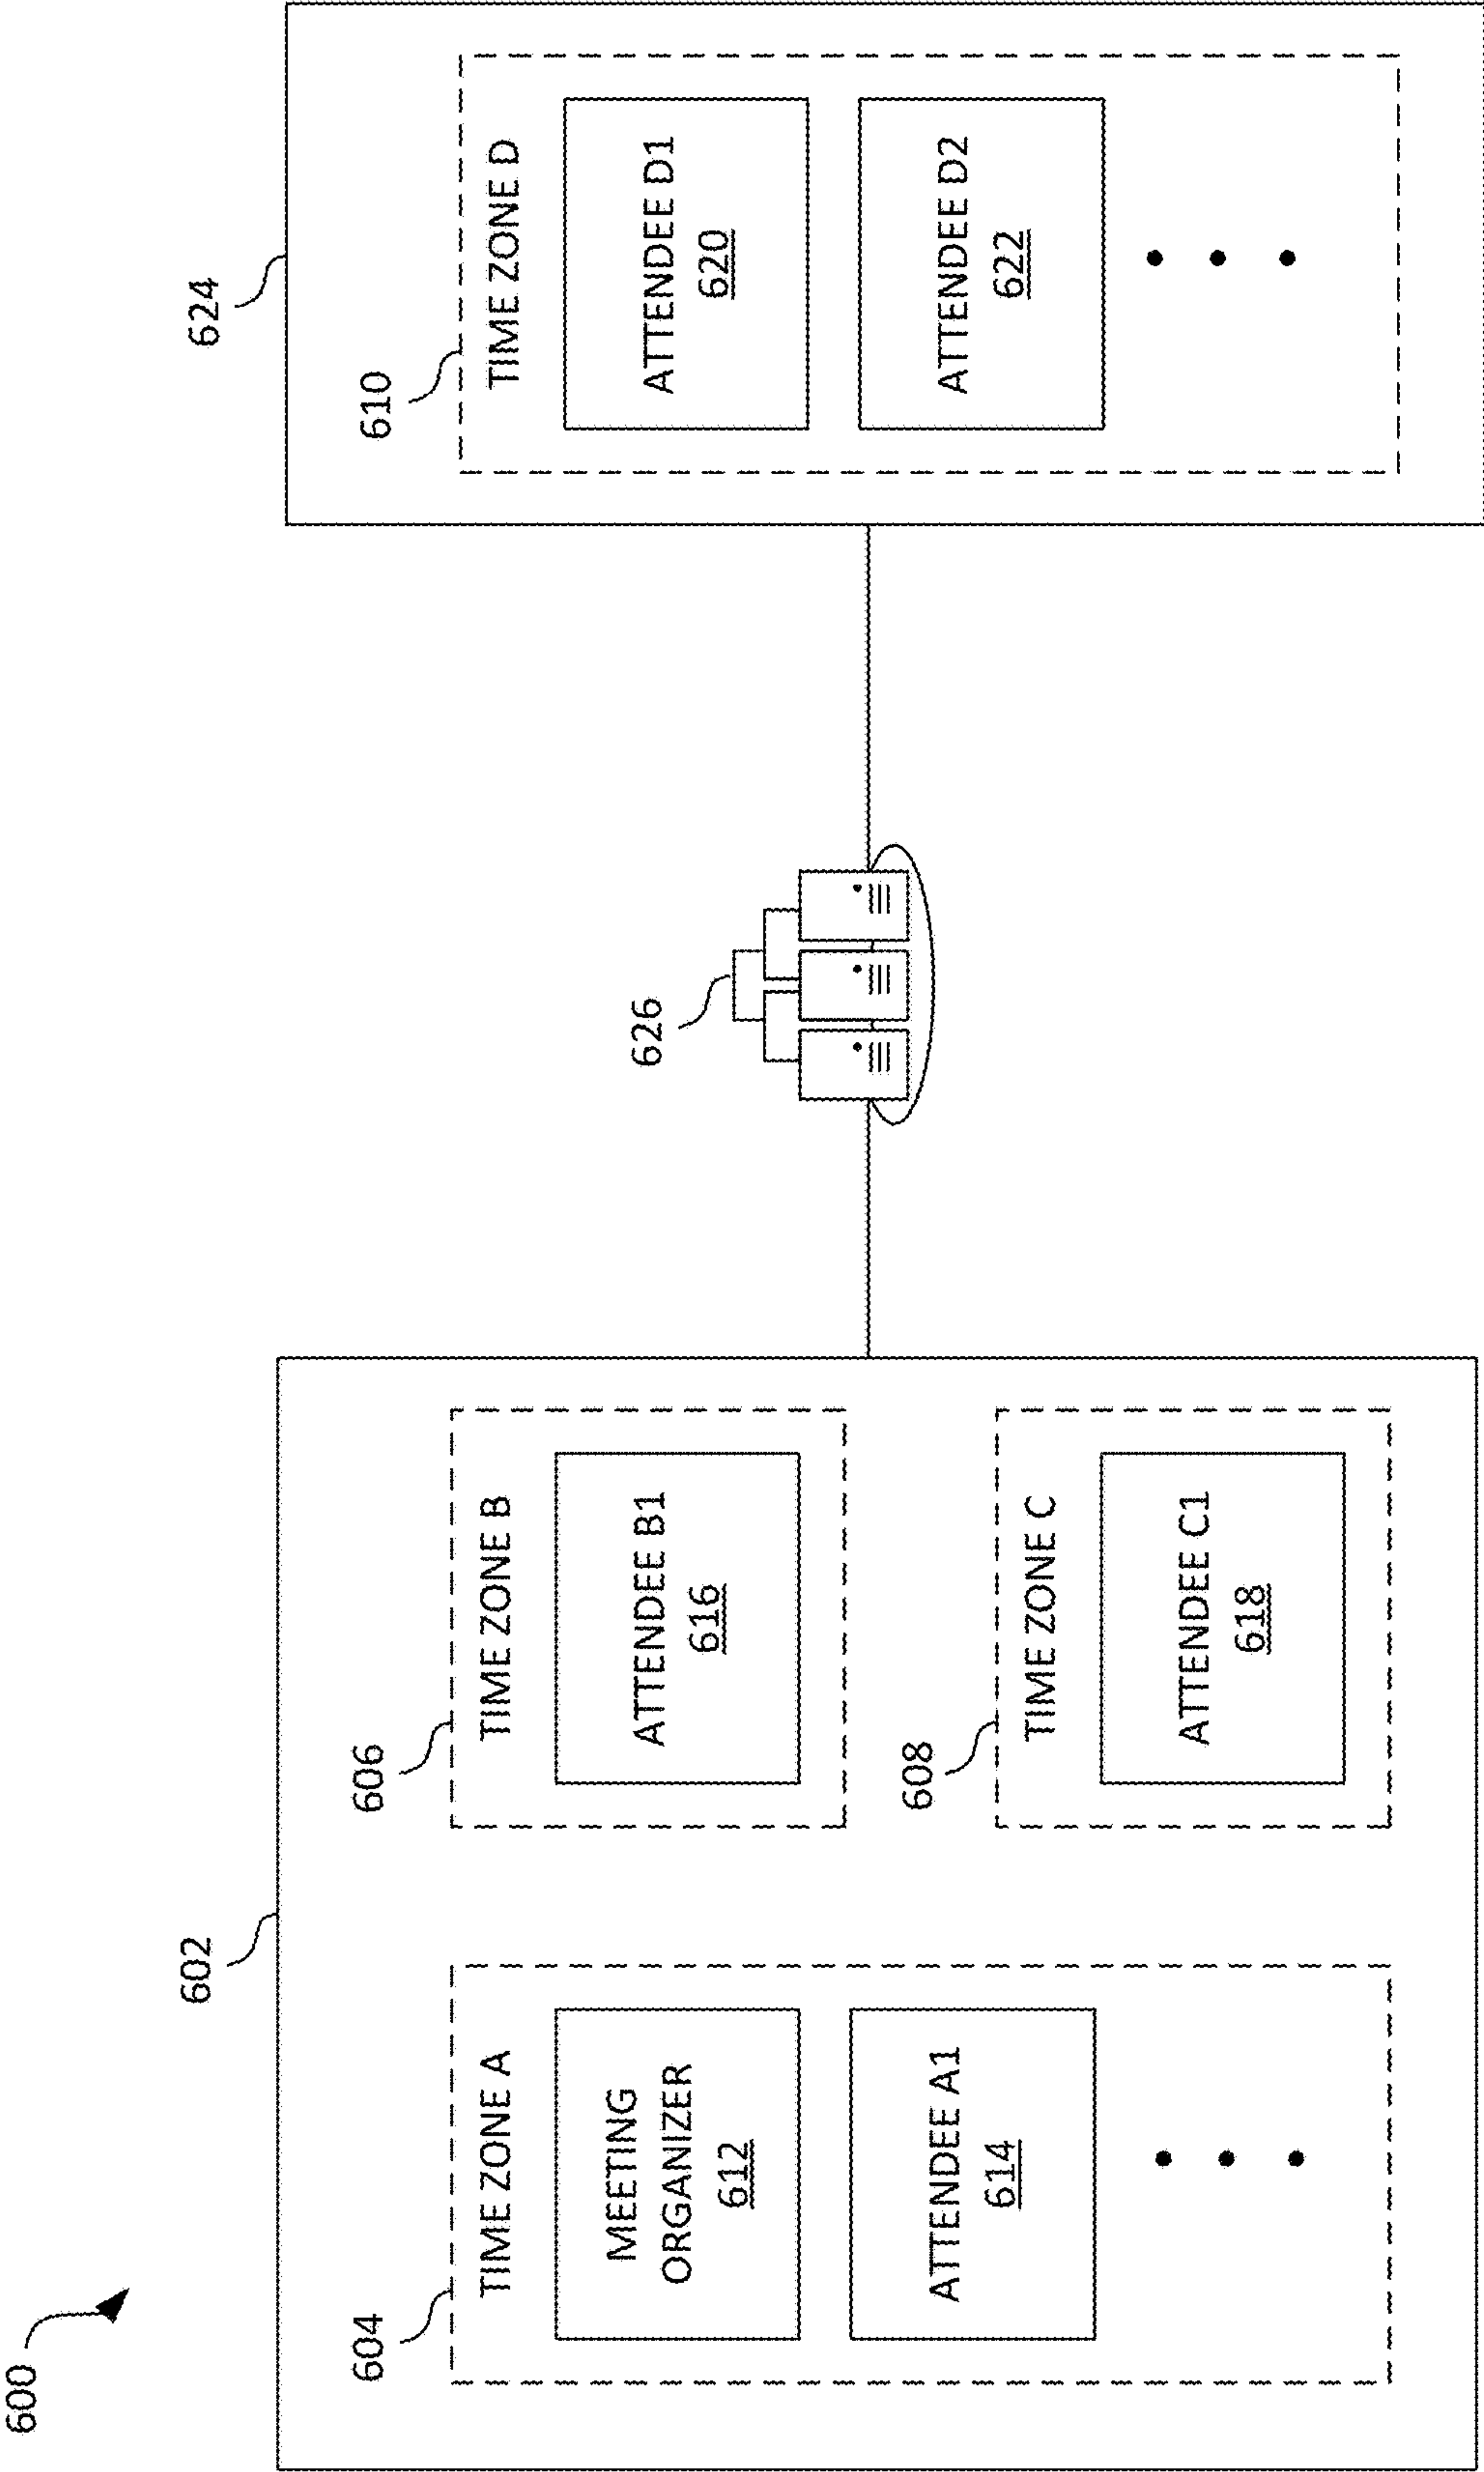 600
602
604
TIME ZONE A
MEETING
ORGANIZER
612
ATTENDEE A1
614
606
TIME ZONE B
ATTENDEE B1
616
608
TIME ZONE C
ATTENDEE C1
618
626
624
610
TIME ZONE D
ATTENDEE D1
620
ATTENDEE D2
622